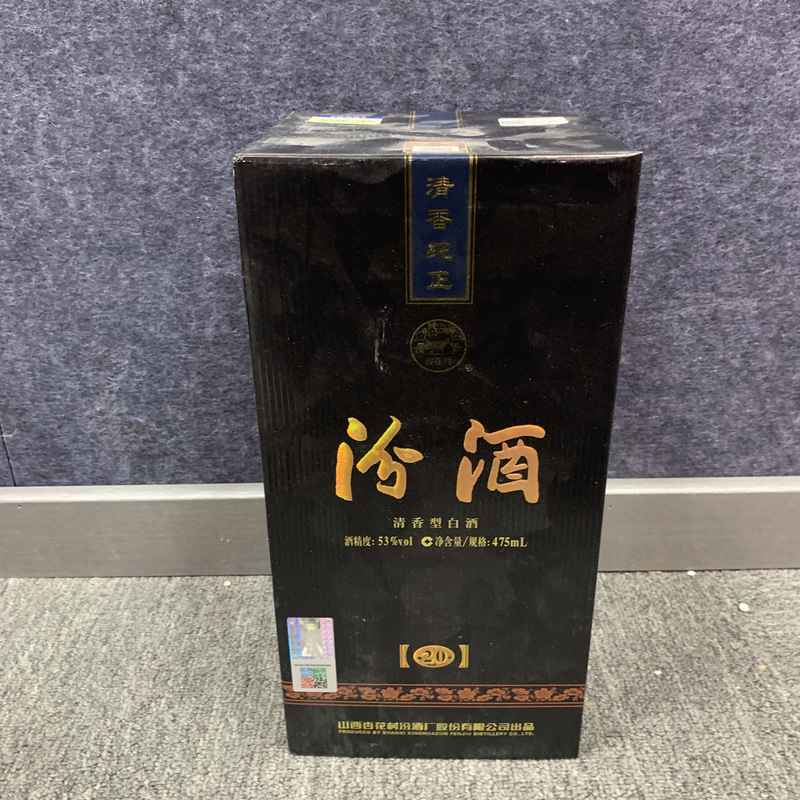 清香纯正
汾酒
清香型白酒
酒精度: 53%vol 净含量/规格: 475mL
【20】
山西杏花村汾酒厂股份有限公司出品
PRODUCED BY SHANXI XINGHUACUN FENJIU DISTILLERY CO.,LTD.